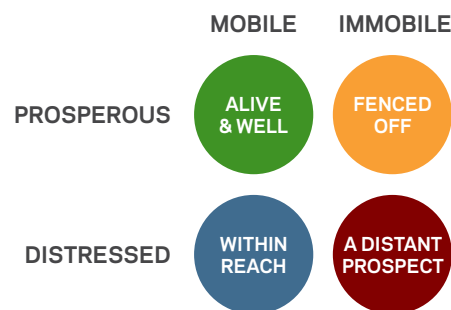 MOBILE IMMOBILE
PROSPEROUS
ALIVE
& WELL
FENCED
OFF
DISTRESSED
WITHIN
REACH
A DISTANT
PROSPECT